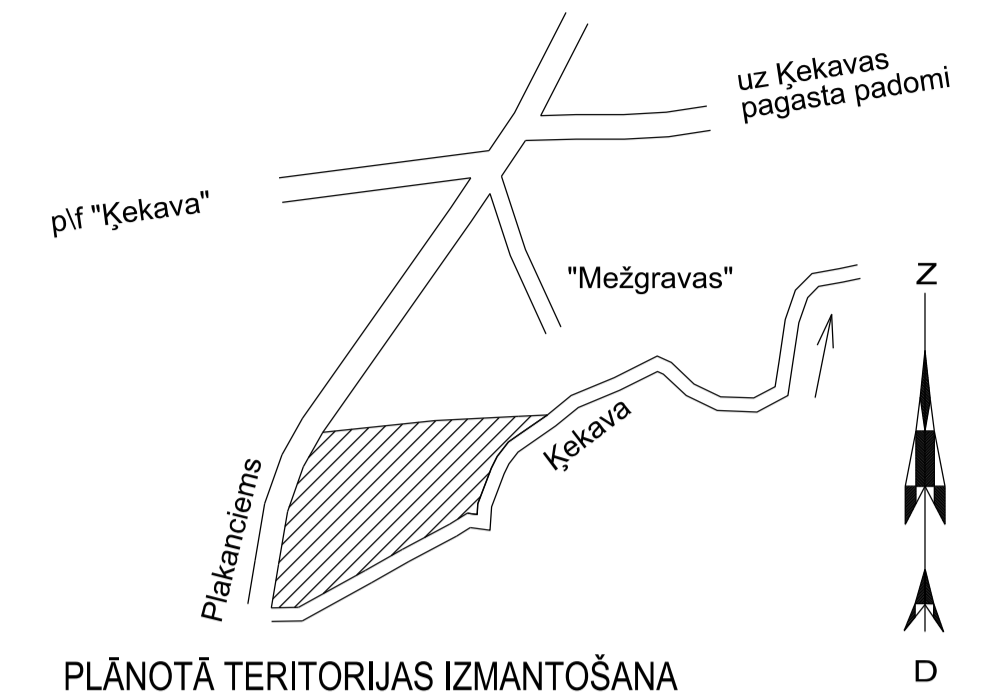 uz Ķekavas
pagasta padomi
p\f "Ķekava"
"Mežgravas"
Z
Ķekava
Plakanciems
PLĀNOTĀ TERITORIJAS IZMANTOŠANA
D